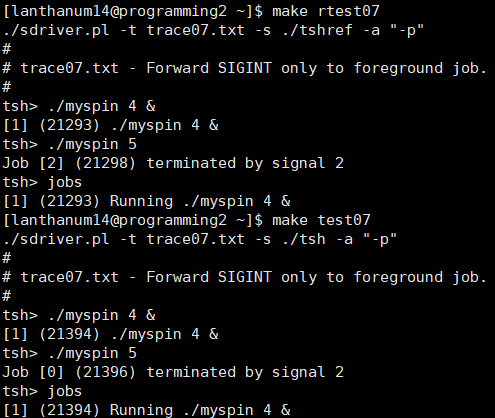 [lanthanum14@programming2 ~]$ make rtest07
./sdriver.pl -t trace07.txt -s ./tshref -a "-p"
#
# trace07.txt - Forward SIGINT only to foreground job.
#
tsh> ./myspin 4 &
[1] (21293) ./myspin 4 &
tsh> ./myspin 5
Job [2] (21298) terminated by signal 2
tsh> jobs
[1] (21293) Running ./myspin 4 &
[lanthanum14@programming2 ~]$ make test07
./sdriver.pl -t trace07.txt -s ./tsh -a "-p"
#
# trace07.txt - Forward SIGINT only to foreground job.
#
tsh> ./myspin 4 &
[1] (21394) ./myspin 4 &
tsh> ./myspin 5
Job [0] (21396) terminated by signal 2
tsh> jobs
[1] (21394) Running ./myspin 4 &